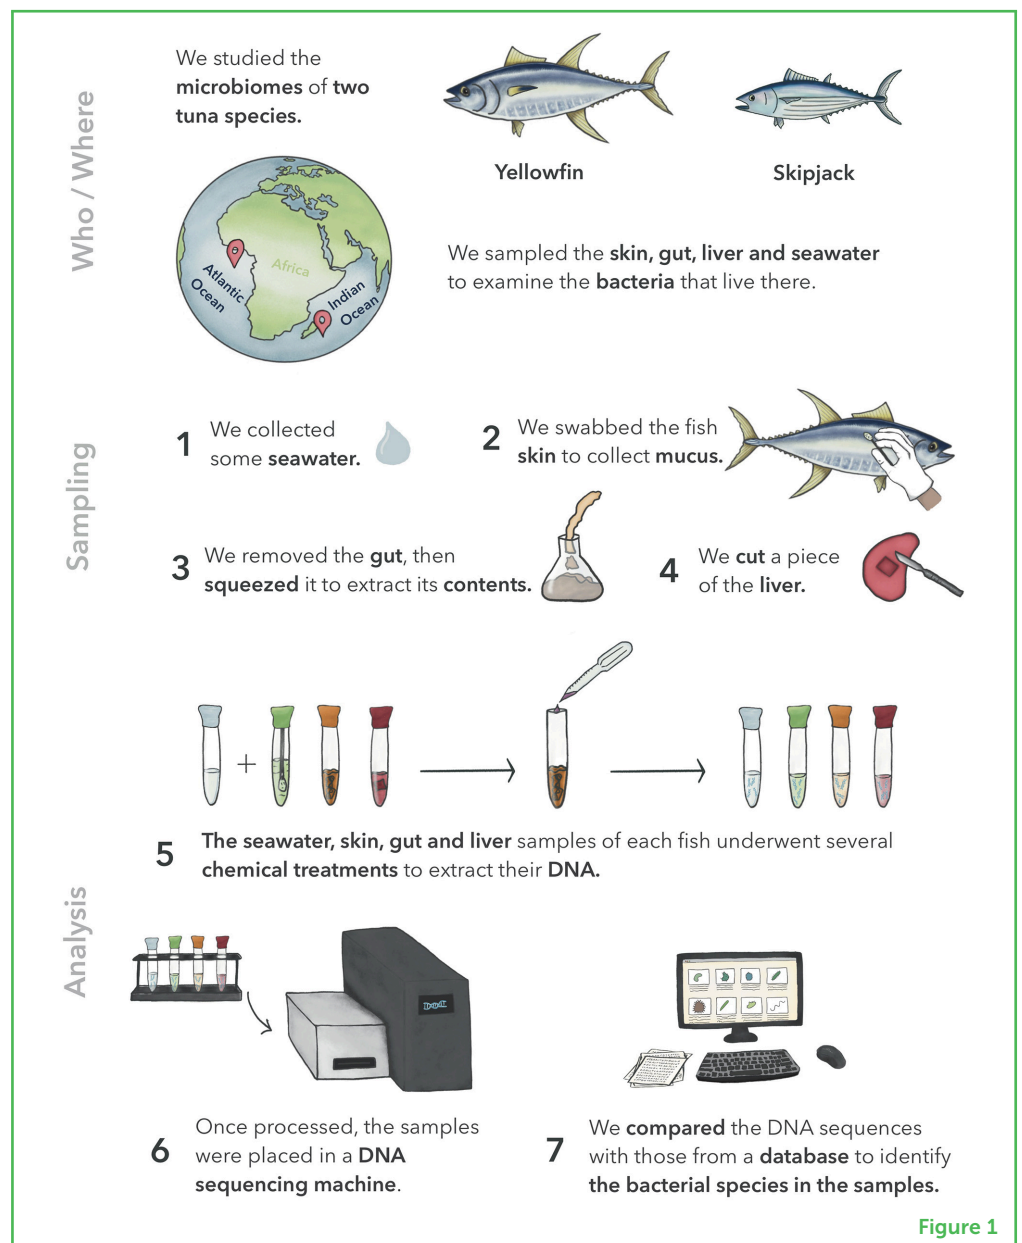 Who / Where
We studied the
microbiomes of two
tuna species.
Yellowfin
Skipjack
Africa
Atlantic
Ocean
Indian
Ocean
We sampled the skin, gut, liver and seawater
to examine the bacteria that live there.
Sampling
1
We collected
some seawater.
2
We swabbed the fish
skin to collect mucus.
3
We removed the gut, then
squeezed it to extract its contents.
4
We cut a piece
of the liver.
Analysis
+
5
The seawater, skin, gut and liver samples of each fish underwent several
chemical treatments to extract their DNA.
6
Once processed, the samples
were placed in a DNA
sequencing machine.
7
We compared the DNA sequences
with those from a database to identify
the bacterial species in the samples.
Figure 1